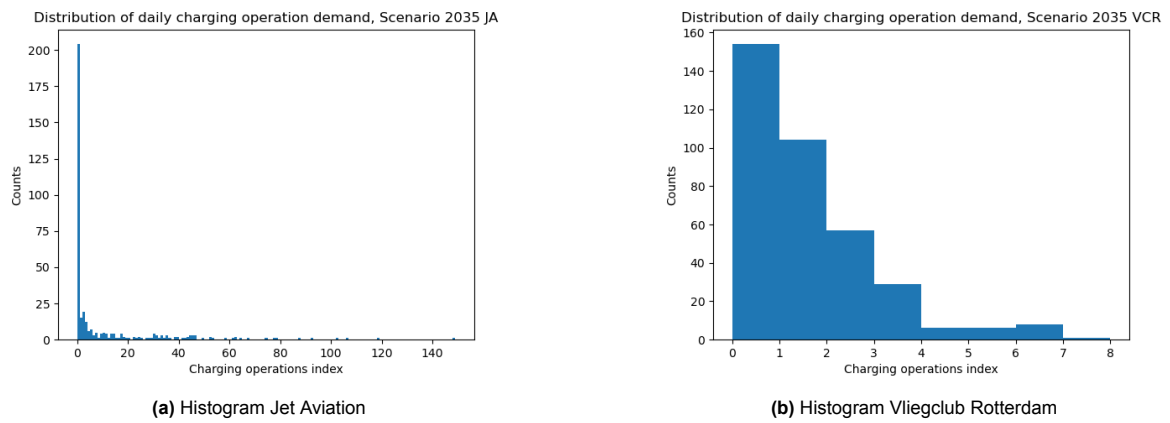 Distribution of daily charging operation demand, Scenario 2035 JA
200
175
150
125
100
75
50
25
0
Counts
0 20 40 60 80 100 120 140
Charging operations index
(a) Histogram Jet Aviation
Distribution of daily charging operation demand, Scenario 2035 VCR
160
140
120
100
80
60
40
20
0
Counts
0 1 2 3 4 5 6 7 8
Charging operations index
(b) Histogram Vliegclub Rotterdam